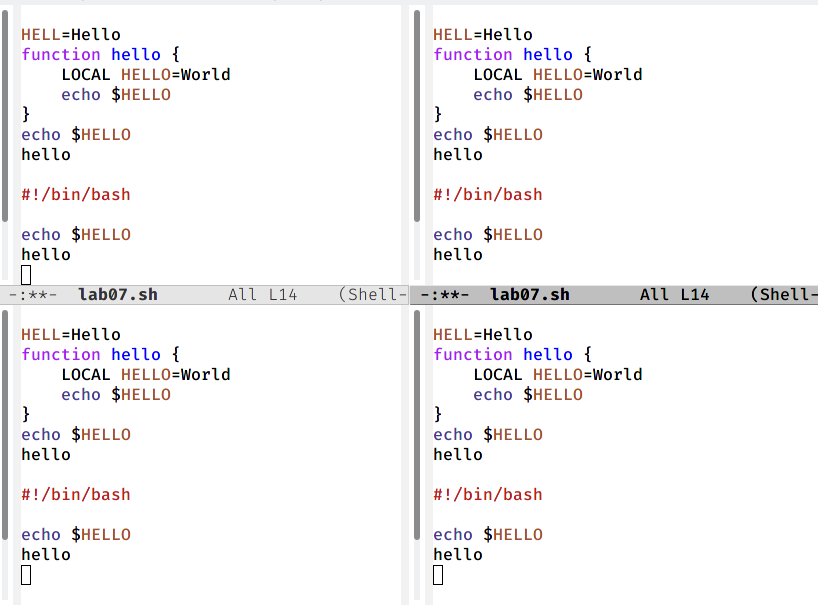 HELL=Hello
function hello {
    LOCAL HELLO=World
    echo $HELLO
}
echo $HELLO
hello
#!/bin/bash
echo $HELLO
hello
-:**-  lab07.sh       All L14    (Shell-
HELL=Hello
function hello {
    LOCAL HELLO=World
    echo $HELLO
}
echo $HELLO
hello
#!/bin/bash
echo $HELLO
hello
-:**-  lab07.sh       All L14    (Shell-
HELL=Hello
function hello {
    LOCAL HELLO=World
    echo $HELLO
}
echo $HELLO
hello
#!/bin/bash
echo $HELLO
hello
HELL=Hello
function hello {
    LOCAL HELLO=World
    echo $HELLO
}
echo $HELLO
hello
#!/bin/bash
echo $HELLO
hello